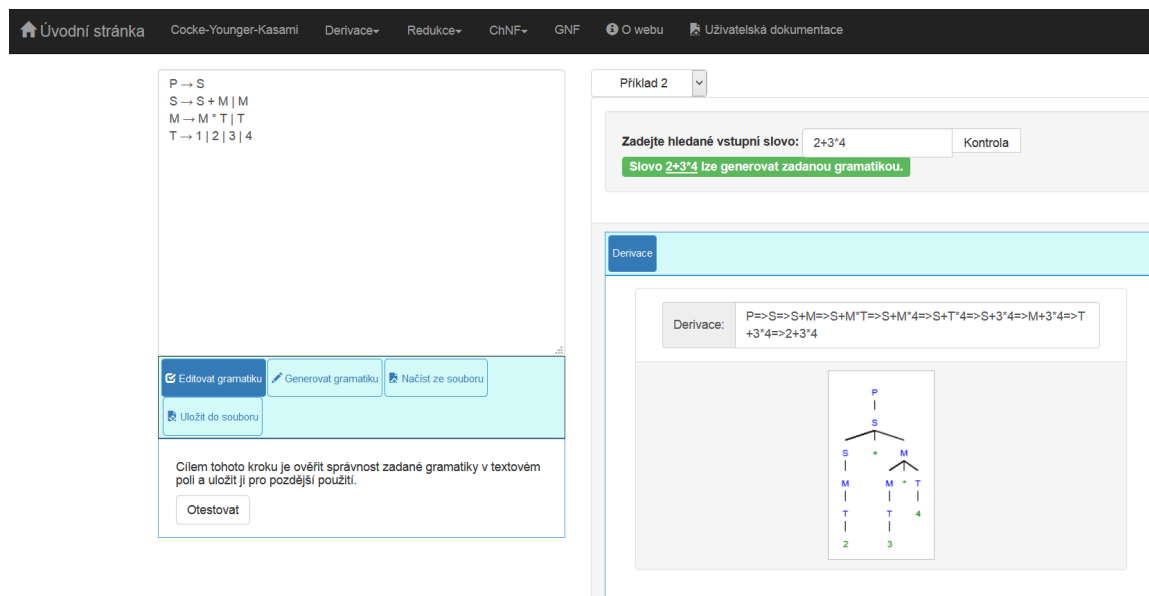 Úvodní stránka Cocke-Younger-Kasami Derivace Redukce ChNF GNF O webu Uživatelská dokumentace
P → S
S → S + M | M
M → M * T | T
T → 1 | 2 | 3 | 4
Editovat gramatiku Generovat gramatiku Načíst ze souboru
Uložit do souboru
Cílem tohoto kroku je ověřit správnost zadané gramatiky v textovém
poli a uložit ji pro pozdější použití.
Otestovat
Příklad 2
Zadejte hledané vstupní slovo: 2+3*4 Kontrola
Slovo 2+3*4 lze generovat zadanou gramatikou.
Derivace
Derivace: P=>S=>S+M=>S+M*T=>S+M*4=>S+T*4=>S+3*4=>M+3*4=>T
+3*4=>2+3*4
P
S
S + M
M M * T
T T 4
2 3